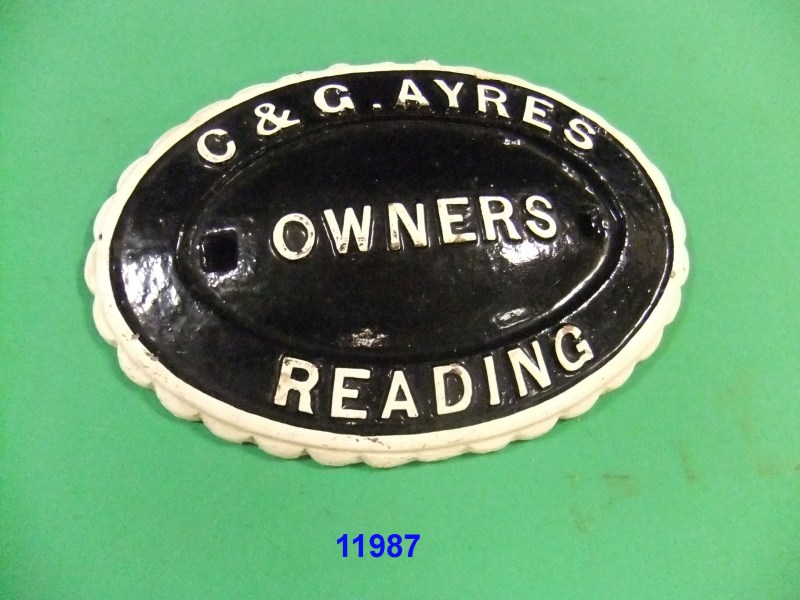 C & G. AYRES
OWNERS
READING
11987